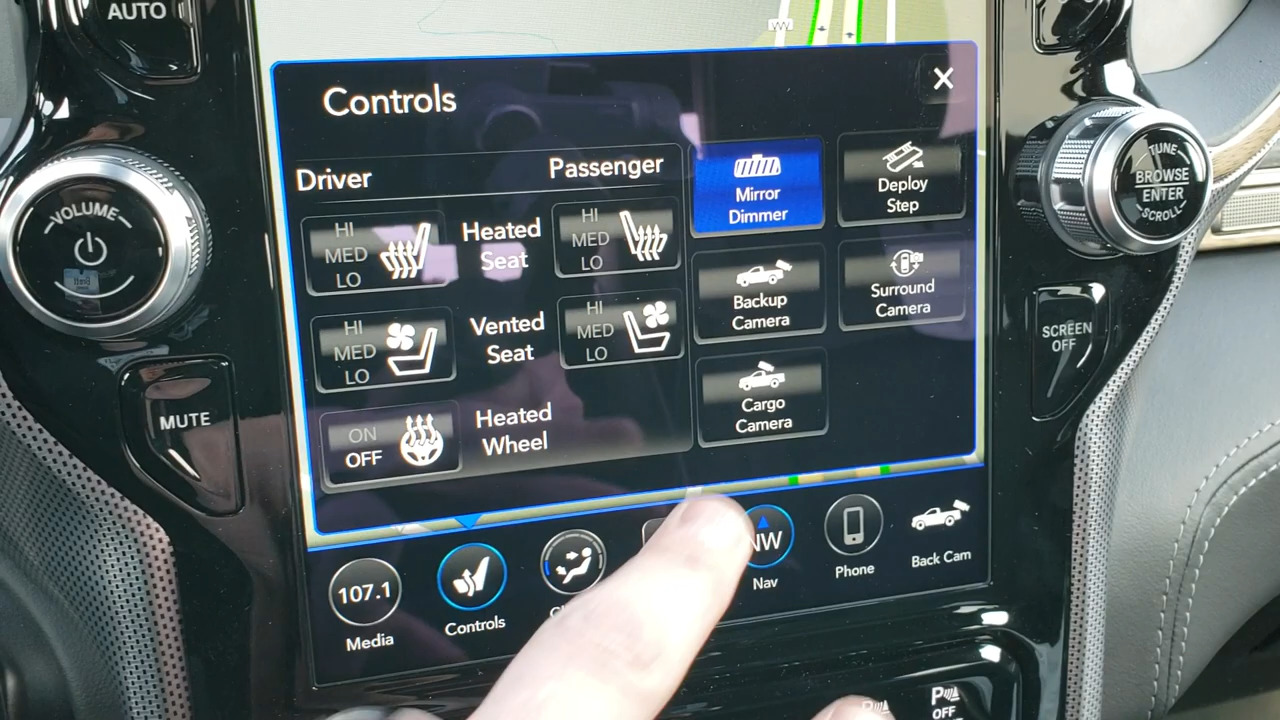 AUTO
Controls
X
Driver
Passenger
HI
MED
LO
Heated
Seat
HI
MED
LO
Mirror
Dimmer
Deploy
Step
HI
MED
LO
Vented
Seat
HI
MED
LO
Backup
Camera
Surround
Camera
ON
OFF
Heated
Wheel
Cargo
Camera
VOLUME
MUTE
TUNE
BROWSE
ENTER
SCROLL
SCREEN
OFF
107.1
Media
Controls
NW
Nav
Phone
Back Cam
P
OFF